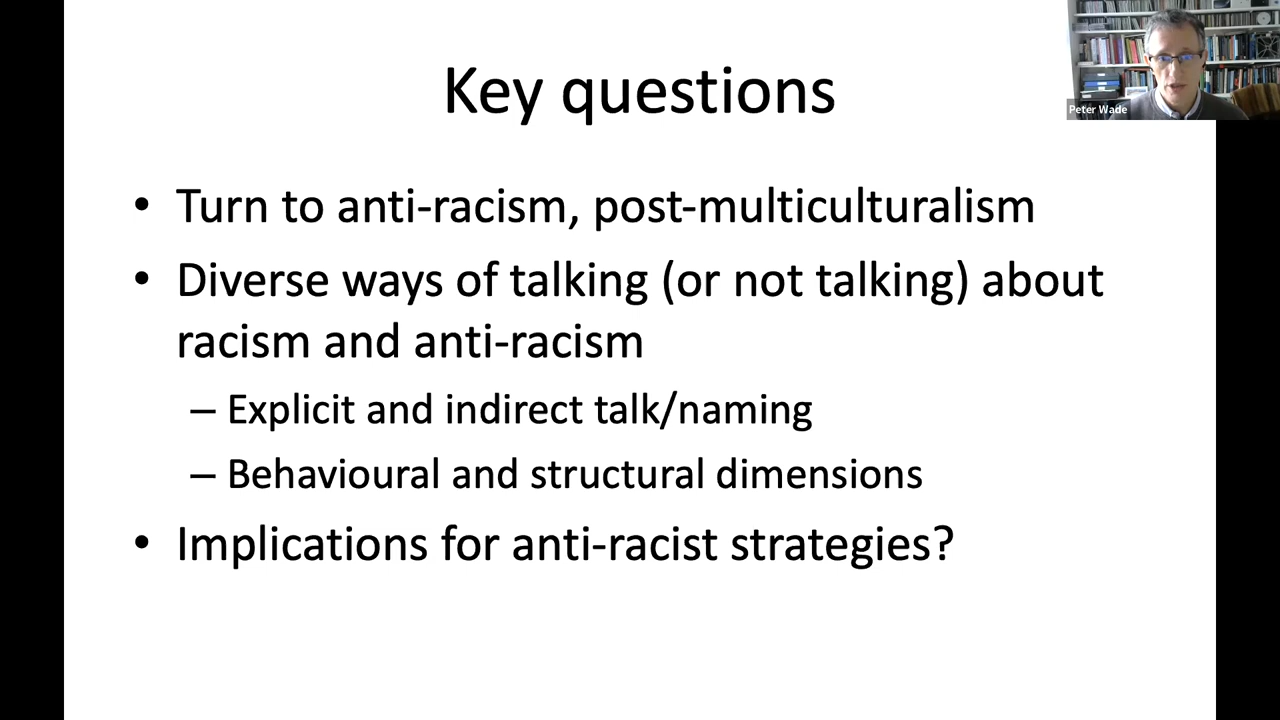 Key questions
Peter Wade
• Turn to anti-racism, post-multiculturalism
• Diverse ways of talking (or not talking) about
racism and anti-racism
– Explicit and indirect talk/naming
– Behavioural and structural dimensions
• Implications for anti-racist strategies?